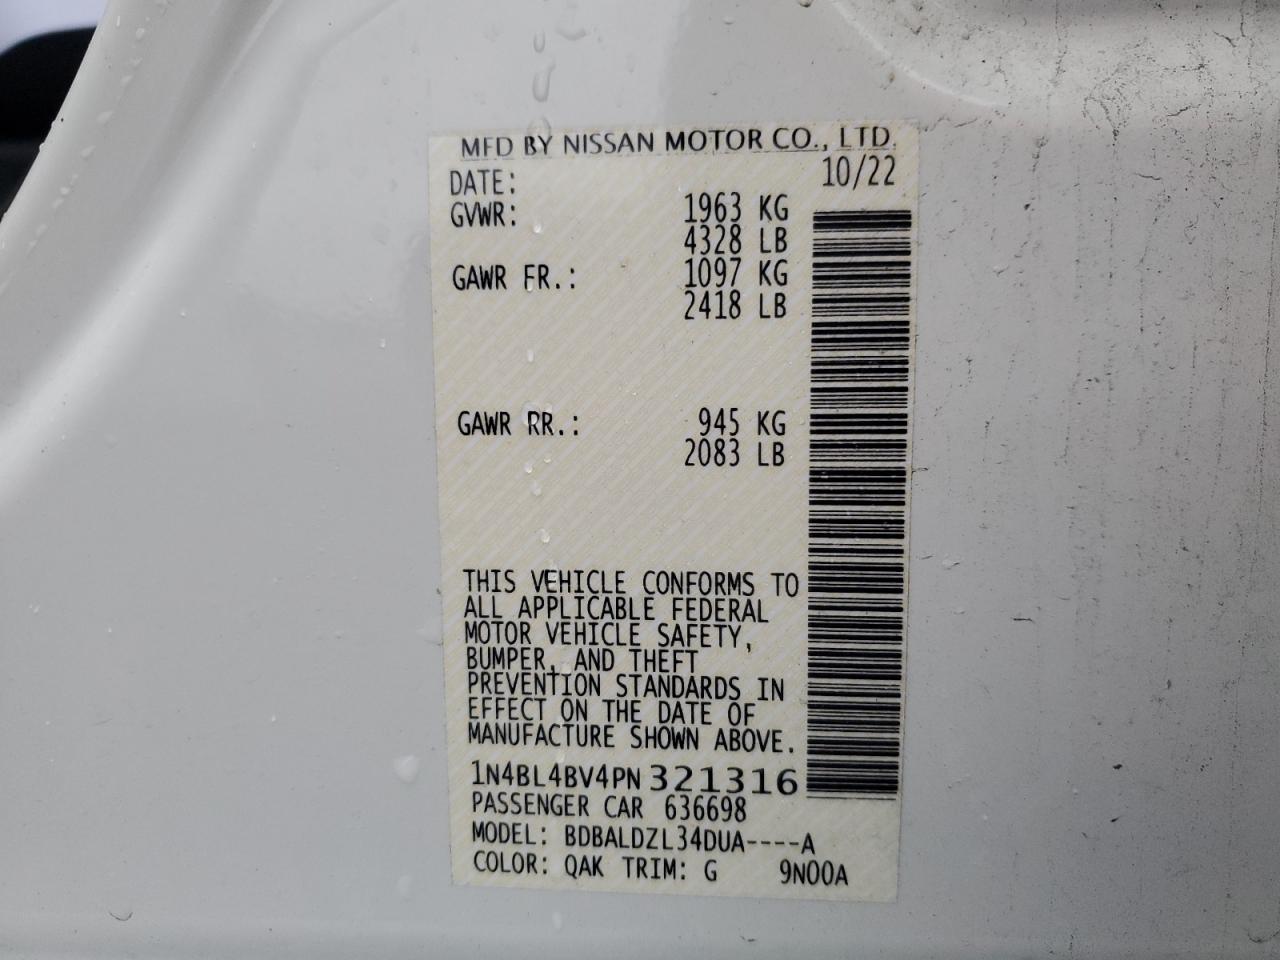 MFD BY NISSAN MOTOR CO., LTD.
DATE: 10/22
GVWR: 1963 KG
4328 LB
GAWR FR.: 1097 KG
2418 LB
GAWR RR.: 945 KG
2083 LB
THIS VEHICLE CONFORMS TO
ALL APPLICABLE FEDERAL
MOTOR VEHICLE SAFETY,
BUMPER, AND THEFT
PREVENTION STANDARDS IN
EFFECT ON THE DATE OF
MANUFACTURE SHOWN ABOVE.
1N4BL4BV4PN321316
PASSENGER CAR 636698
MODEL: BDBALDZL34DUA----A
COLOR: QAK TRIM: G 9N00A